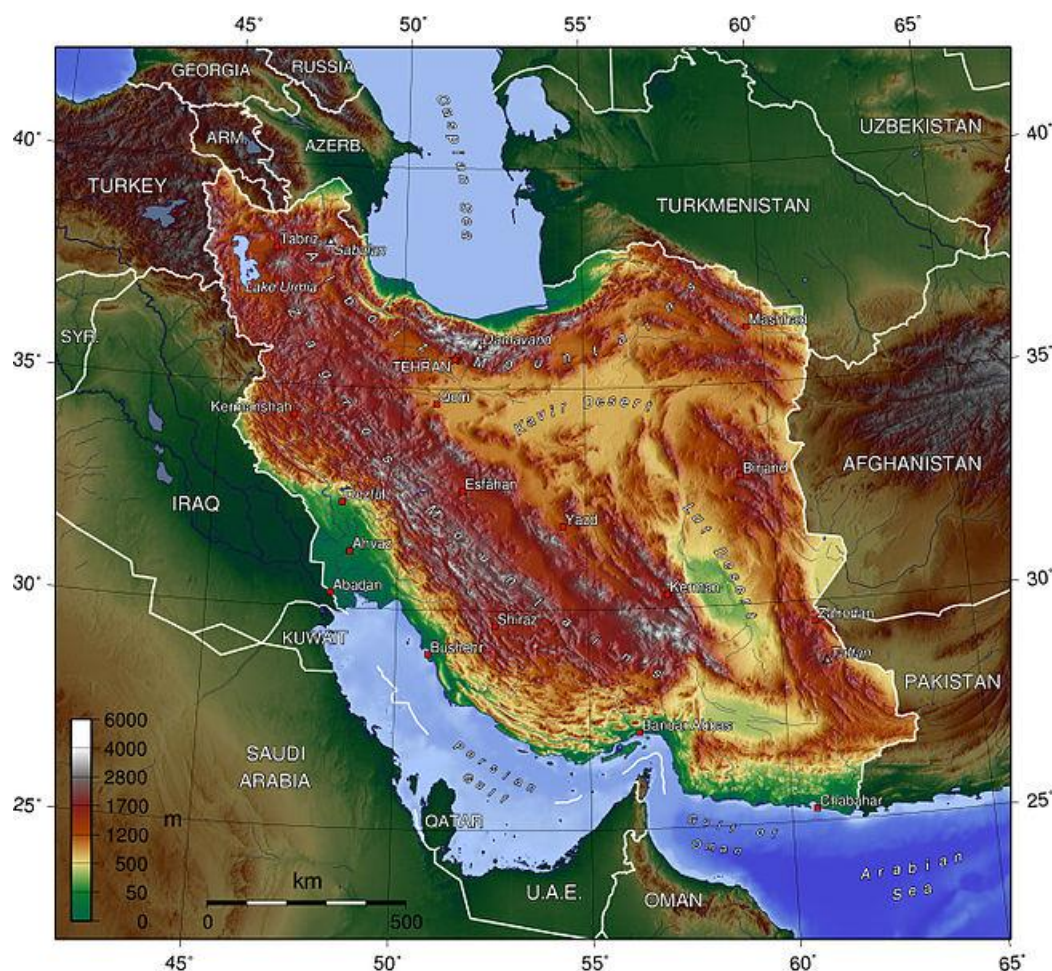 45˚
50˚
55˚
60˚
65˚
GEORGIA
RUSSIA
Caspian Sea
40˚
ARM.
AZERB.
UZBEKISTAN
40˚
TURKEY
TURKMENISTAN
Tabriz
Sabalan
Lake Urmia
Alborz Mountains
Mashhad
SYR.
Damavand
35˚
TEHRAN
35˚
Qom
Kavir Desert
Kermanshah
Zagros Mountains
Birjand
AFGHANISTAN
Dezful
Esfahan
IRAQ
Yazd
Lut Desert
Ahvaz
30˚
Abadan
Kerman
30˚
KUWAIT
Shiraz
Zahedan
Bushehr
Taftan
PAKISTAN
Bandar Abbas
6000
4000
2800
1700
1200
500
50
0
m
SAUDI
ARABIA
Persian
Gulf
25˚
QATAR
Chabahar
25˚
Gulf of
Oman
Arabian
Sea
km
0
500
U.A.E.
OMAN
45˚
50˚
55˚
60˚
65˚